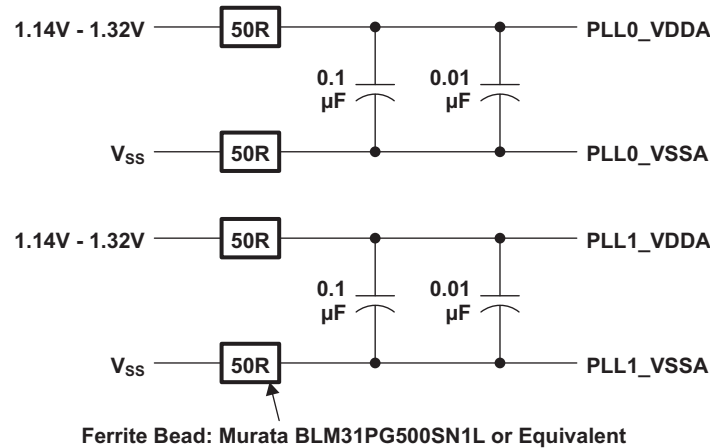 1.14V - 1.32V 50R PLL0_VDDA
0.1 µF 0.01 µF
VSS 50R PLL0_VSSA
1.14V - 1.32V 50R PLL1_VDDA
0.1 µF 0.01 µF
VSS 50R PLL1_VSSA
Ferrite Bead: Murata BLM31PG500SN1L or Equivalent